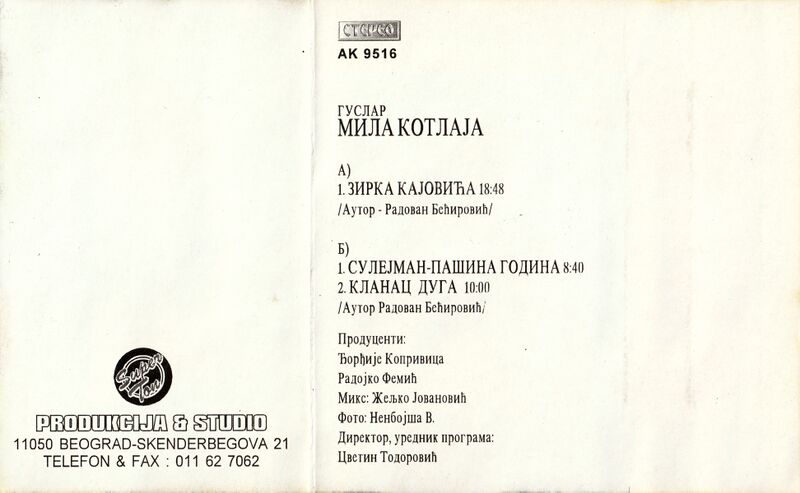 СТЕРЕО
AK 9516
ГУСЛАР
МИЛА КОТЛАЈА
А)
1. ЗИРКА КАЈОВИЋА 18:48
/Аутор - Радован Бећировић/
Б)
1. СУЛЕЈМАН-ПАШИНА ГОДИНА 8:40
2. КЛАНАЦ ДУГА 10:00
/Аутор Радован Бећировић/
Продуценти:
Ђорђије Копривица
Радојко Фемић
Микс: Жељко Јовановић
Фото: Ненбојша В.
Директор, уредник програма:
Цветин Тодоровић
Super Ton
PRODUKCIJA & STUDIO
11050 BEOGRAD-SKENDERBEGOVA 21
TELEFON & FAX : 011 62 7062